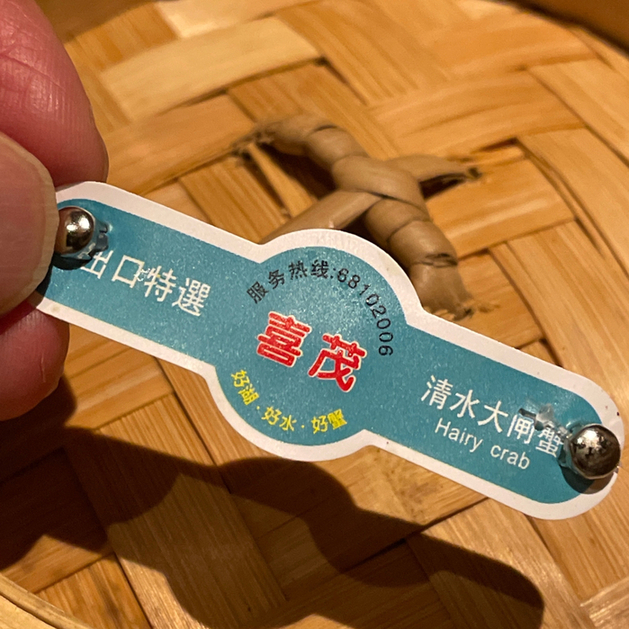 出口特選
服务热线:68102006
喜茂
好湖·好水·好蟹
清水大闸蟹
Hairy crab